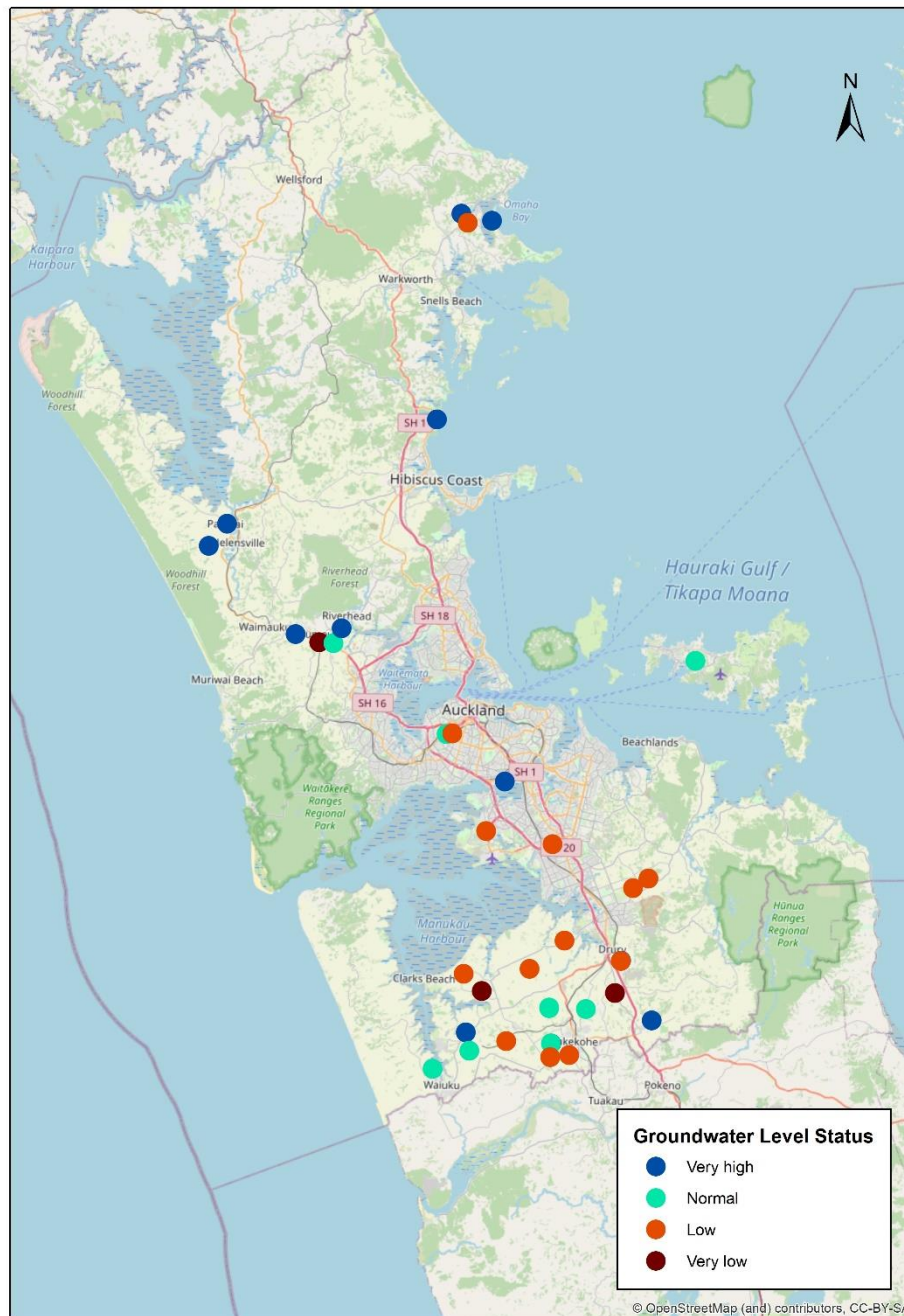 N
Wellsford
Omaha
Bay
Kaipara
Harbour
Warkworth
Snells Beach
Woodhill
Forest
SH 1
Hibiscus Coast
Helensville
Hauraki Gulf /
Tīkapa Moana
Woodhill
Forest
Riverhead
Forest
Riverhead
SH 18
Waimauku
Muriwai Beach
Waitematā
Harbour
SH 16
Auckland
Beachlands
SH 1
Waitākere
Ranges
Regional
Park
20
Hūnua
Ranges
Regional
Park
Manukau
Harbour
Drury
Clarks Beach
Waiuku
Pokeno
Tuakau
Groundwater Level Status
Very high
Normal
Low
Very low
© OpenStreetMap (and) contributors, CC-BY-SA